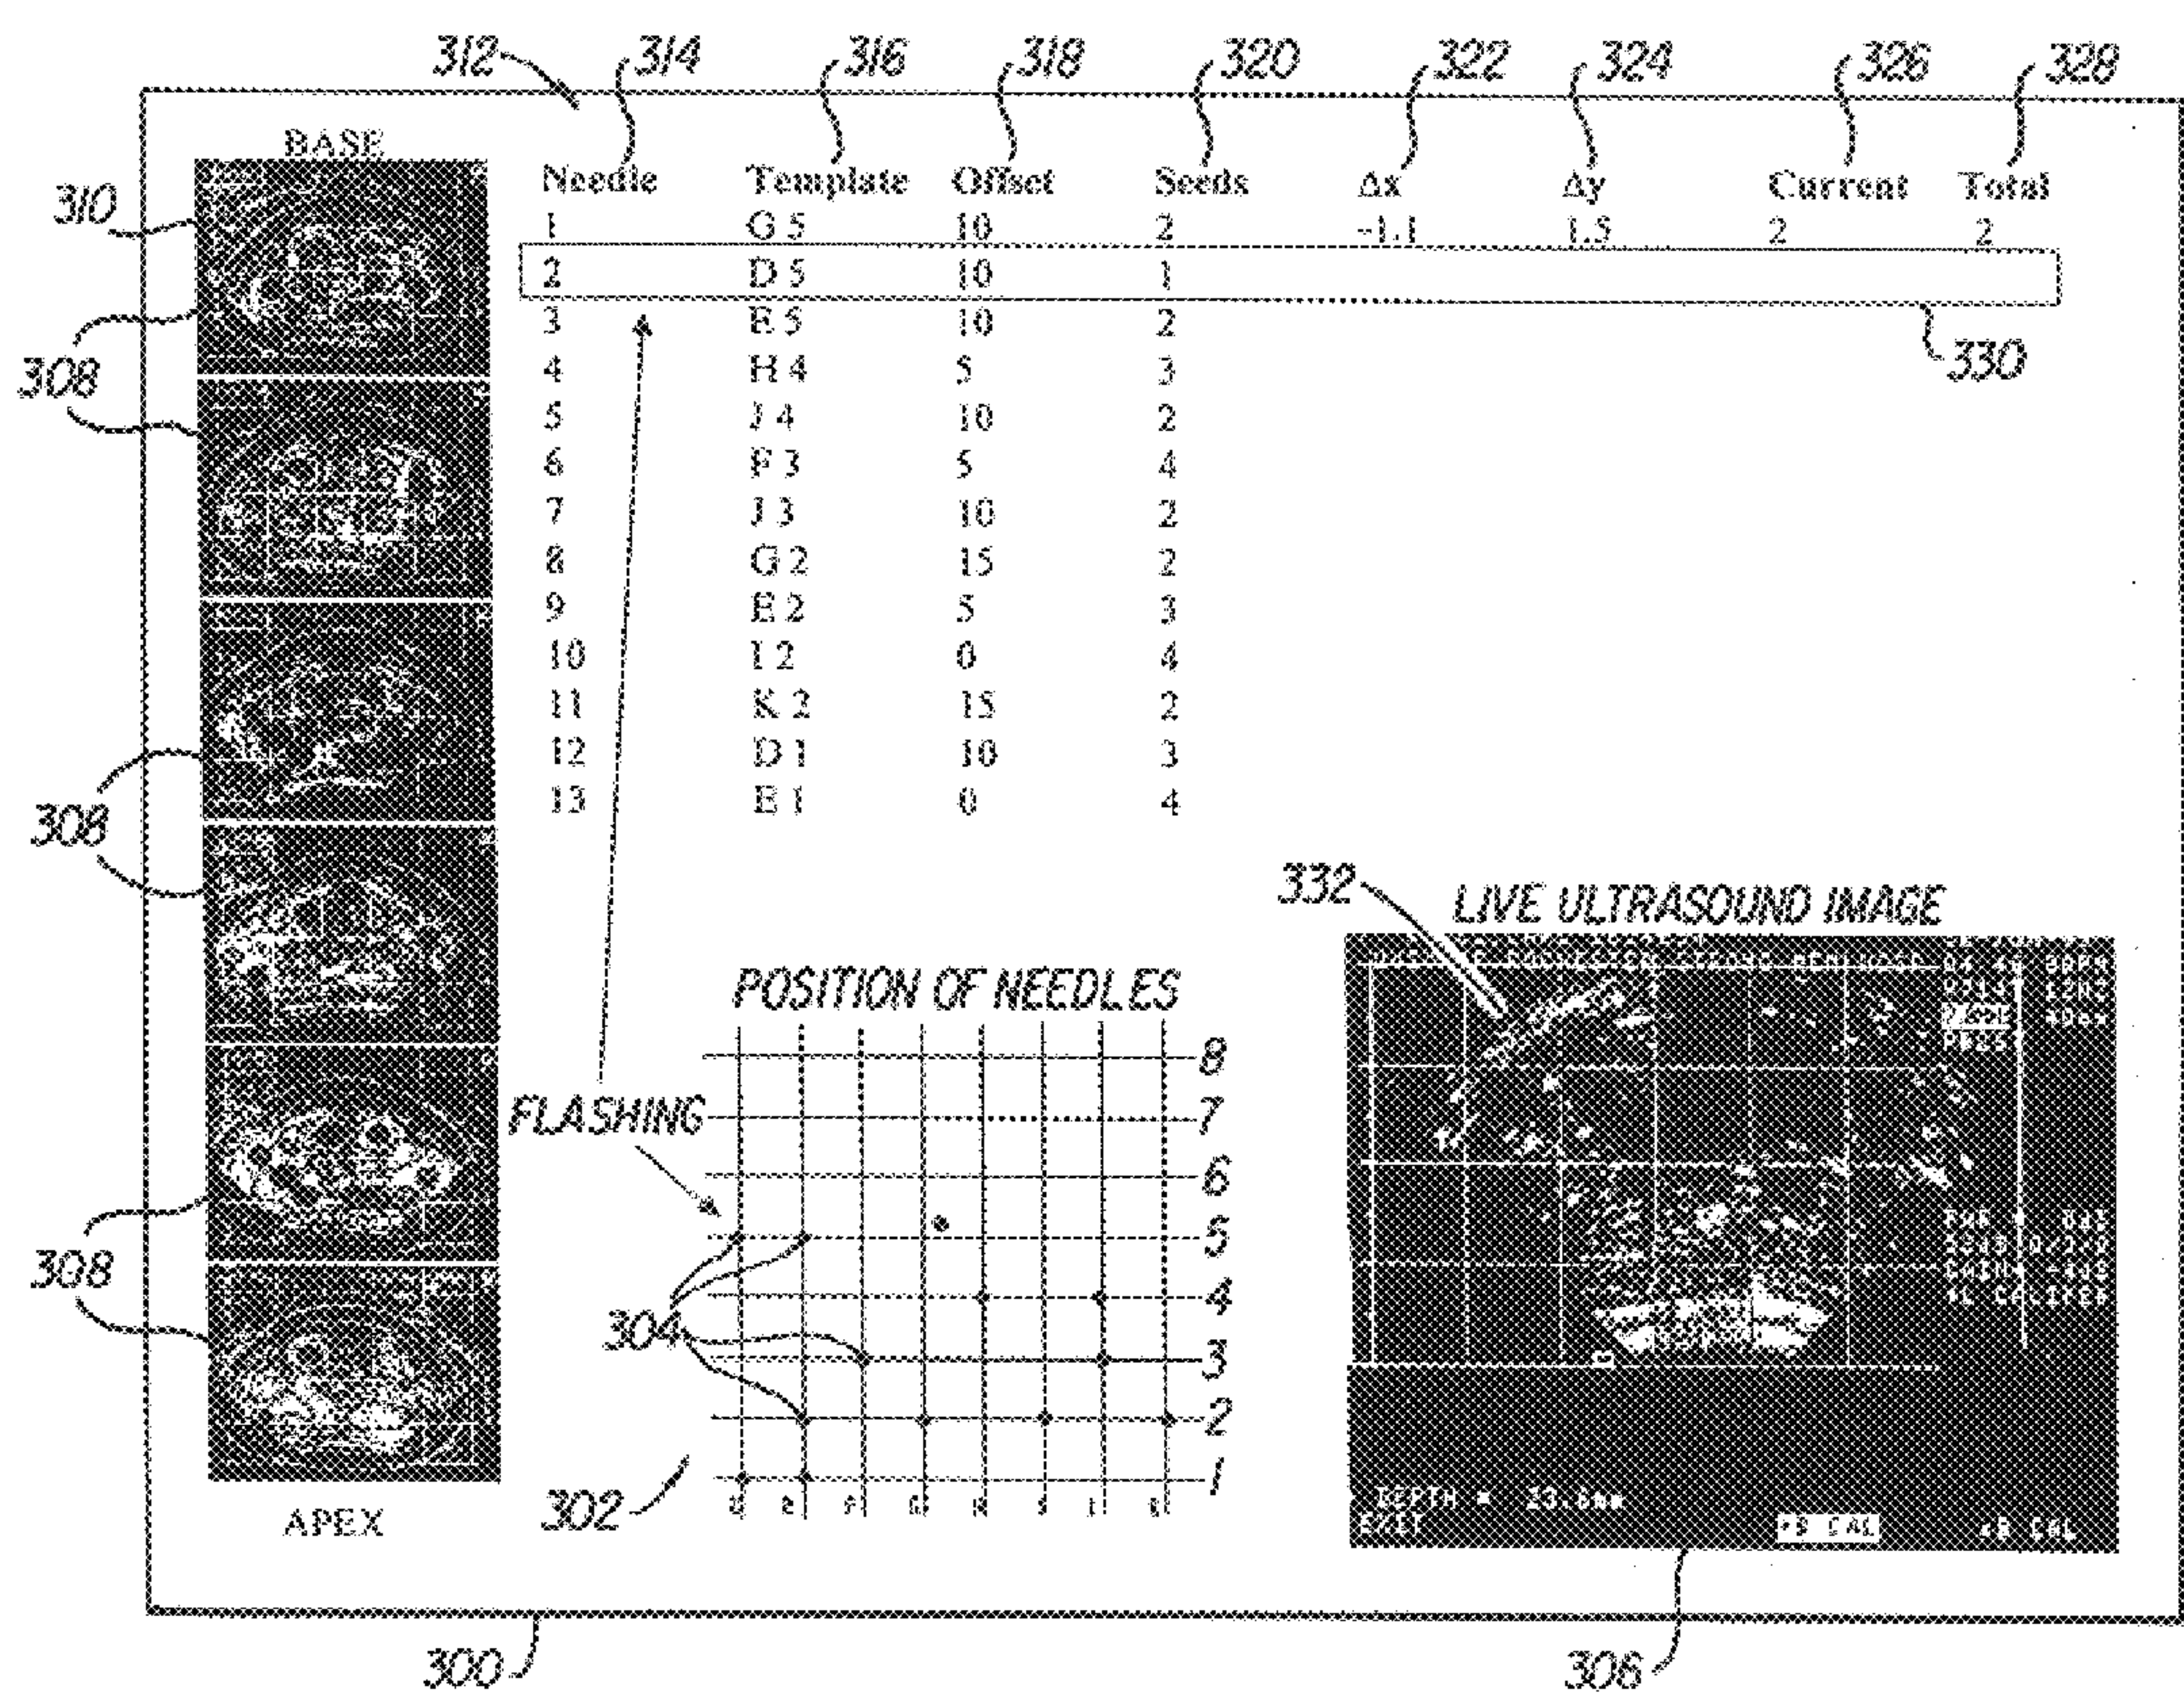 312 314 316 318 320 322 324 326 328
BASE
310
Needle Template Offset Seeds Δx Δy Current Total
1 G 5 10 2 -1.1 1.5 2 2
2 D 5 10 1
3 E 5 10 2
330
308
4 H 4 5 3
5 J 4 10 2
6 F 3 5 4
7 J 3 10 2
8 G 2 15 2
9 E 2 5 3
10 I 2 0 4
11 K 2 15 2
12 D 1 10 3
13 E 1 0 4
308
332
LIVE ULTRASOUND IMAGE
POSITION OF NEEDLES
8
FLASHING
7
6
5
308
4
304
3
2
302
1
DEPTH = 23.6mm
EXIT
+B CAL
APEX
300
306